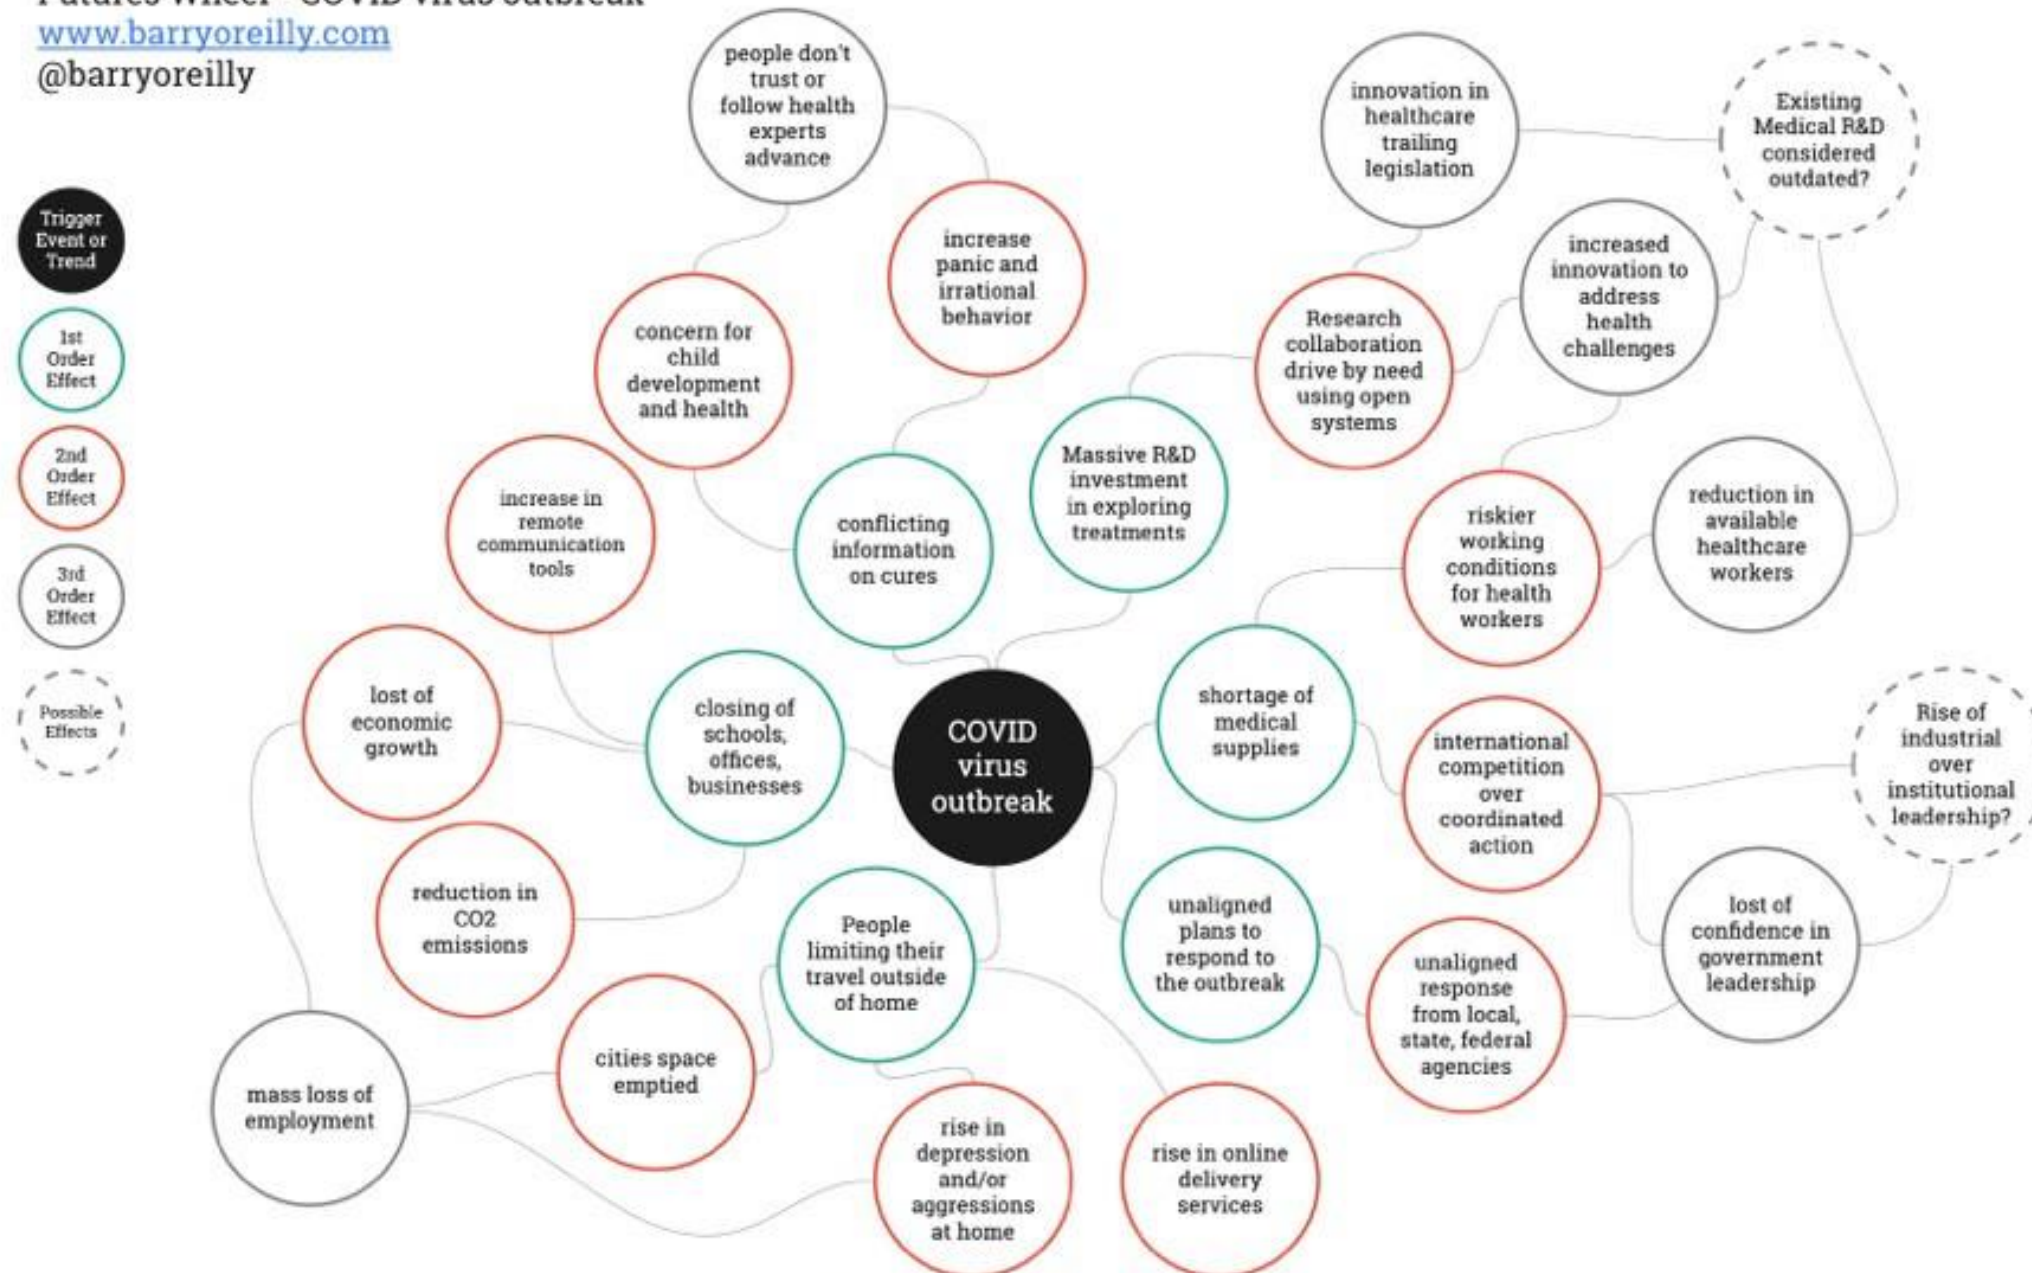 Futures Wheel - COVID virus outbreak
www.barryoreilly.com
@barryoreilly
Trigger
Event or
Trend
1st
Order
Effect
2nd
Order
Effect
3rd
Order
Effect
Possible
Effects
people don't
trust or
follow health
experts
advance
increase
panic and
irrational
behavior
concern for
child
development
and health
increase in
remote
communication
tools
conflicting
information
on cures
Massive R&D
investment
in exploring
treatments
Research
collaboration
drive by need
using open
systems
innovation in
healthcare
trailing
legislation
Existing
Medical R&D
considered
outdated?
increased
innovation to
address
health
challenges
riskier
working
conditions
for health
workers
reduction in
available
healthcare
workers
lost of
economic
growth
closing of
schools,
offices,
businesses
COVID
virus
outbreak
shortage of
medical
supplies
international
competition
over
coordinated
action
Rise of
industrial
over
institutional
leadership?
reduction in
CO2
emissions
People
limiting their
travel outside
of home
unaligned
plans to
respond to
the outbreak
unaligned
response
from local,
state, federal
agencies
lost of
confidence in
government
leadership
mass loss of
employment
cities space
emptied
rise in
depression
and/or
aggressions
at home
rise in online
delivery
services